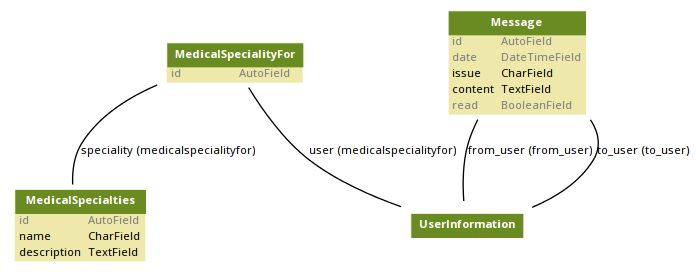 Message
id AutoField
date DateTimeField
issue CharField
content TextField
read BooleanField
MedicalSpecialityFor
id AutoField
speciality (medicalspecialityfor)
user (medicalspecialityfor)
from_user (from_user)
to_user (to_user)
MedicalSpecialties
id AutoField
name CharField
description TextField
UserInformation